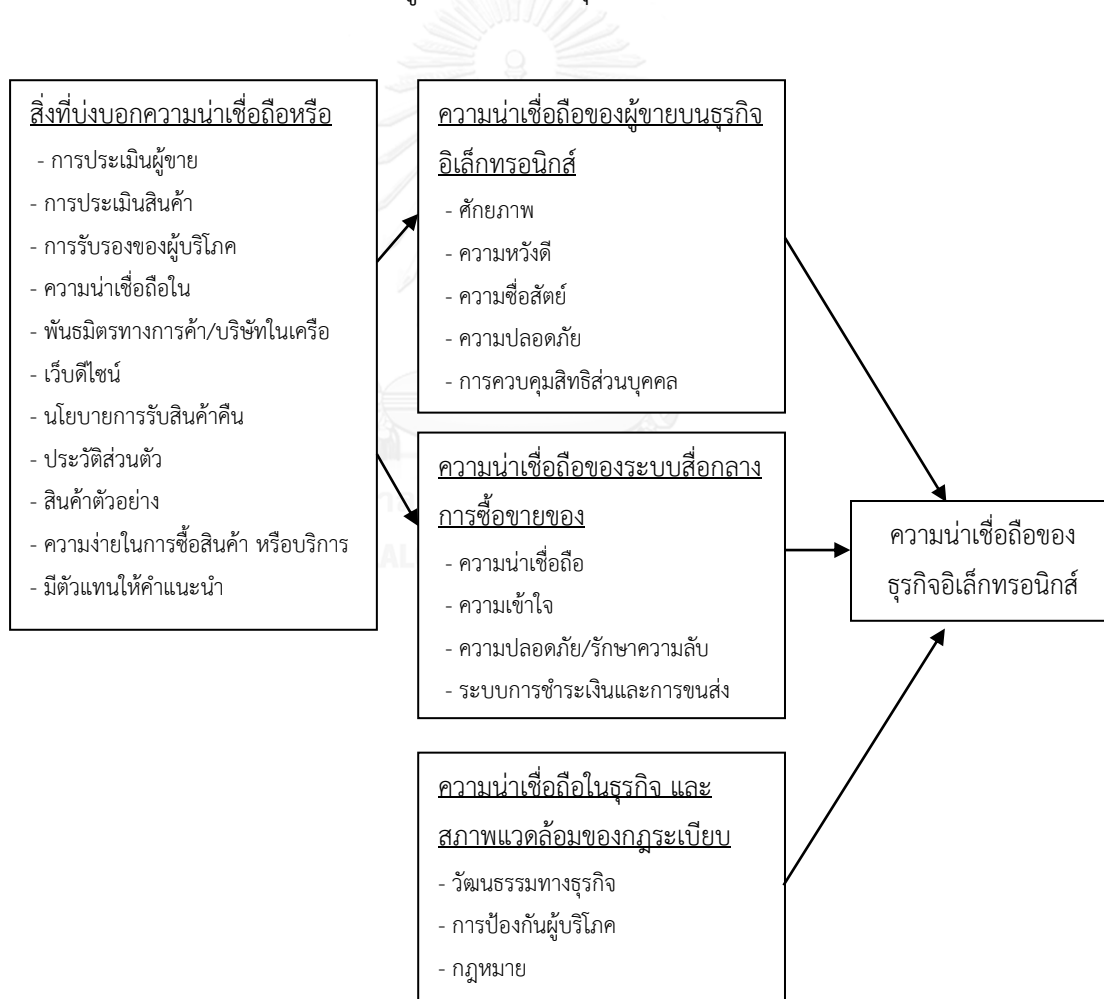 สิ่งที่บ่งบอกความน่าเชื่อถือหรือ
- การประเมินผู้ขาย
- การประเมินสินค้า
- การรับรองของผู้บริโภค
- ความน่าเชื่อถือใน
- พันธมิตรทางการค้า/บริษัทในเครือ
- เว็บดีไซน์
- นโยบายการรับสินค้าคืน
- ประวัติส่วนตัว
- สินค้าตัวอย่าง
- ความง่ายในการซื้อสินค้า หรือบริการ
- มีตัวแทนให้คำแนะนำ
ความน่าเชื่อถือของผู้ขายบนธุรกิจ
อิเล็กทรอนิกส์
- ศักยภาพ
- ความหวังดี
- ความซื่อสัตย์
- ความปลอดภัย
- การควบคุมสิทธิส่วนบุคคล
ความน่าเชื่อถือของระบบสื่อกลาง
การซื้อขายของ
- ความน่าเชื่อถือ
- ความเข้าใจ
- ความปลอดภัย/รักษาความลับ
- ระบบการชำระเงินและการขนส่ง
ความน่าเชื่อถือในธุรกิจ และ
สภาพแวดล้อมของกฎระเบียบ
- วัฒนธรรมทางธุรกิจ
- การป้องกันผู้บริโภค
- กฎหมาย
ความน่าเชื่อถือของ
ธุรกิจอิเล็กทรอนิกส์